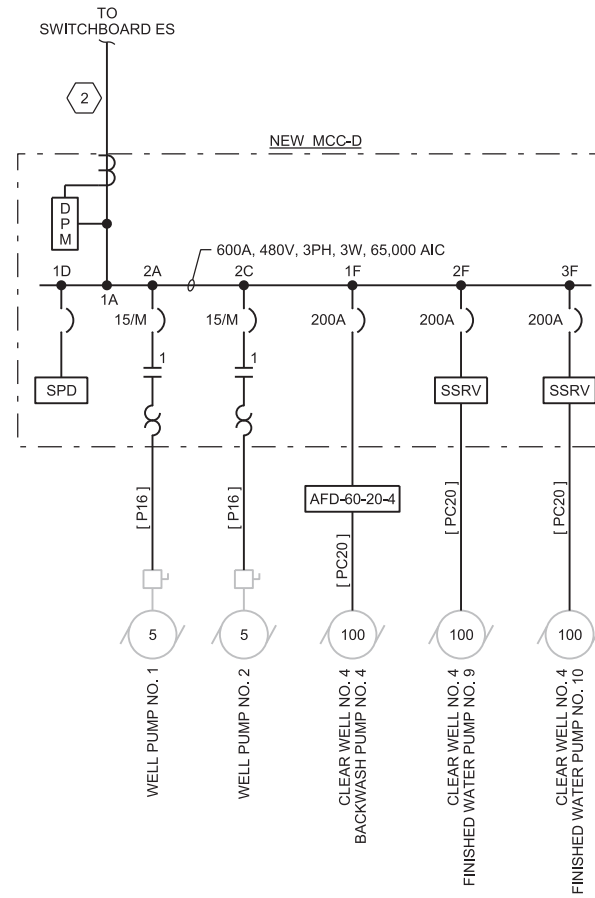 TO
SWITCHBOARD ES
2
NEW MCC-D
DPM
600A, 480V, 3PH, 3W, 65,000 AIC
1D
1A
2A
2C
1F
2F
3F
15/M
15/M
200A
200A
200A
1
1
SPD
SSRV
SSRV
AFD-60-20-4
[ P16 ]
[ P16 ]
[ PC20 ]
[ PC20 ]
[ PC20 ]
5
5
100
100
100
WELL PUMP NO. 1
WELL PUMP NO. 2
CLEAR WELL NO. 4
BACKWASH PUMP NO. 4
CLEAR WELL NO. 4
FINISHED WATER PUMP NO. 9
CLEAR WELL NO. 4
FINISHED WATER PUMP NO. 10